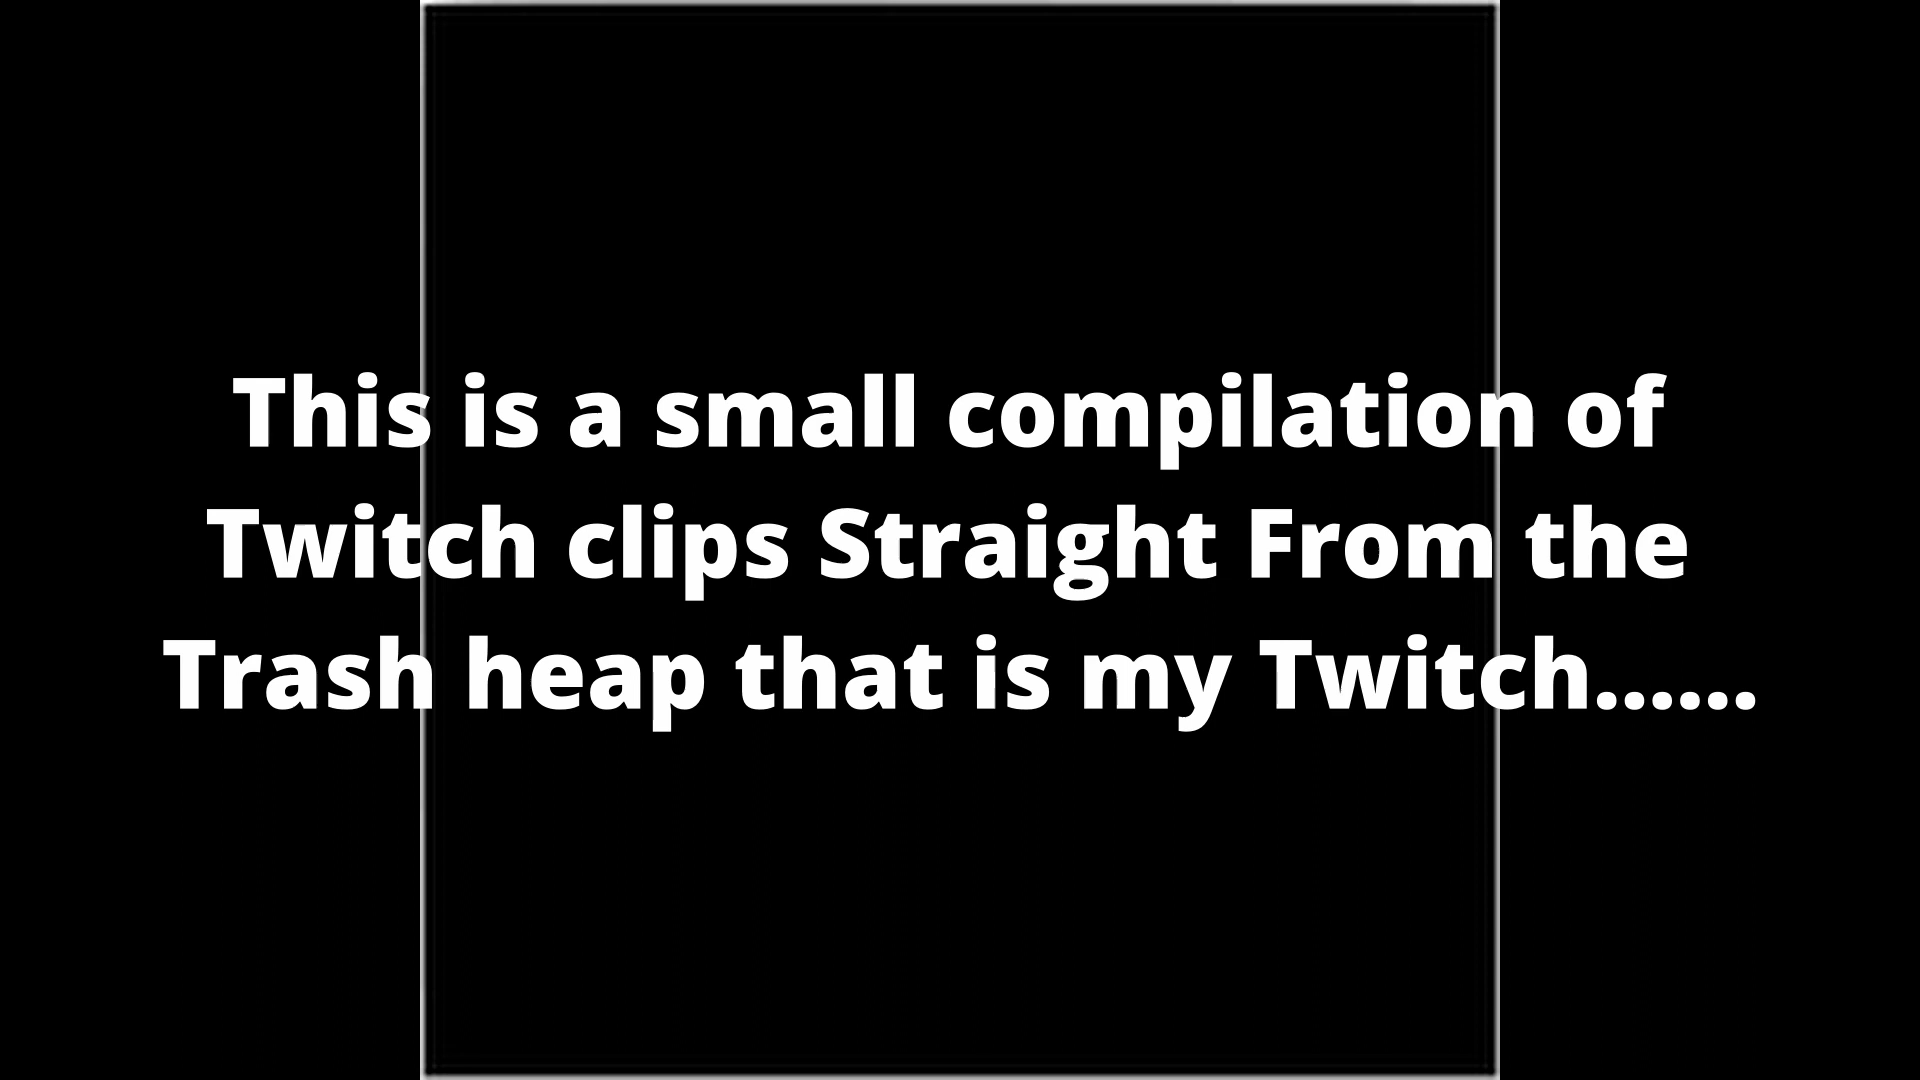 This is a small compilation of
Twitch clips Straight From the
Trash heap that is my Twitch......